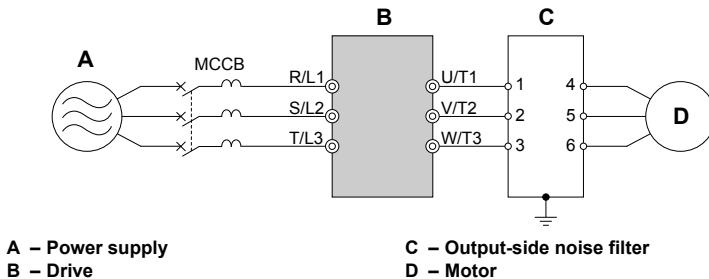 A
B
C
MCCB
R/L1
S/L2
T/L3
U/T1
V/T2
W/T3
1
2
3
4
5
6
D
A – Power supply
B – Drive
C – Output-side noise filter
D – Motor